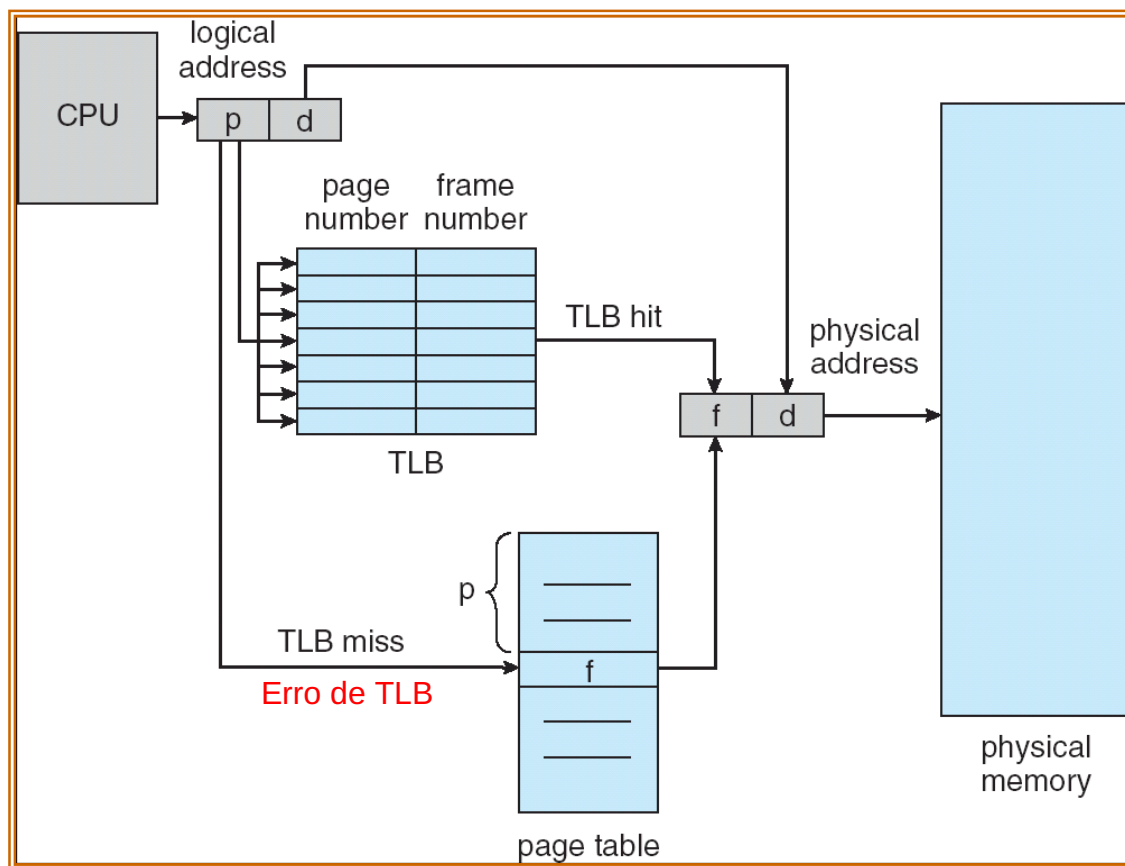 logical
address
CPU
p
d
page
number
frame
number
TLB hit
physical
address
f
d
TLB
p
TLB miss
f
Erro de TLB
physical
memory
page table